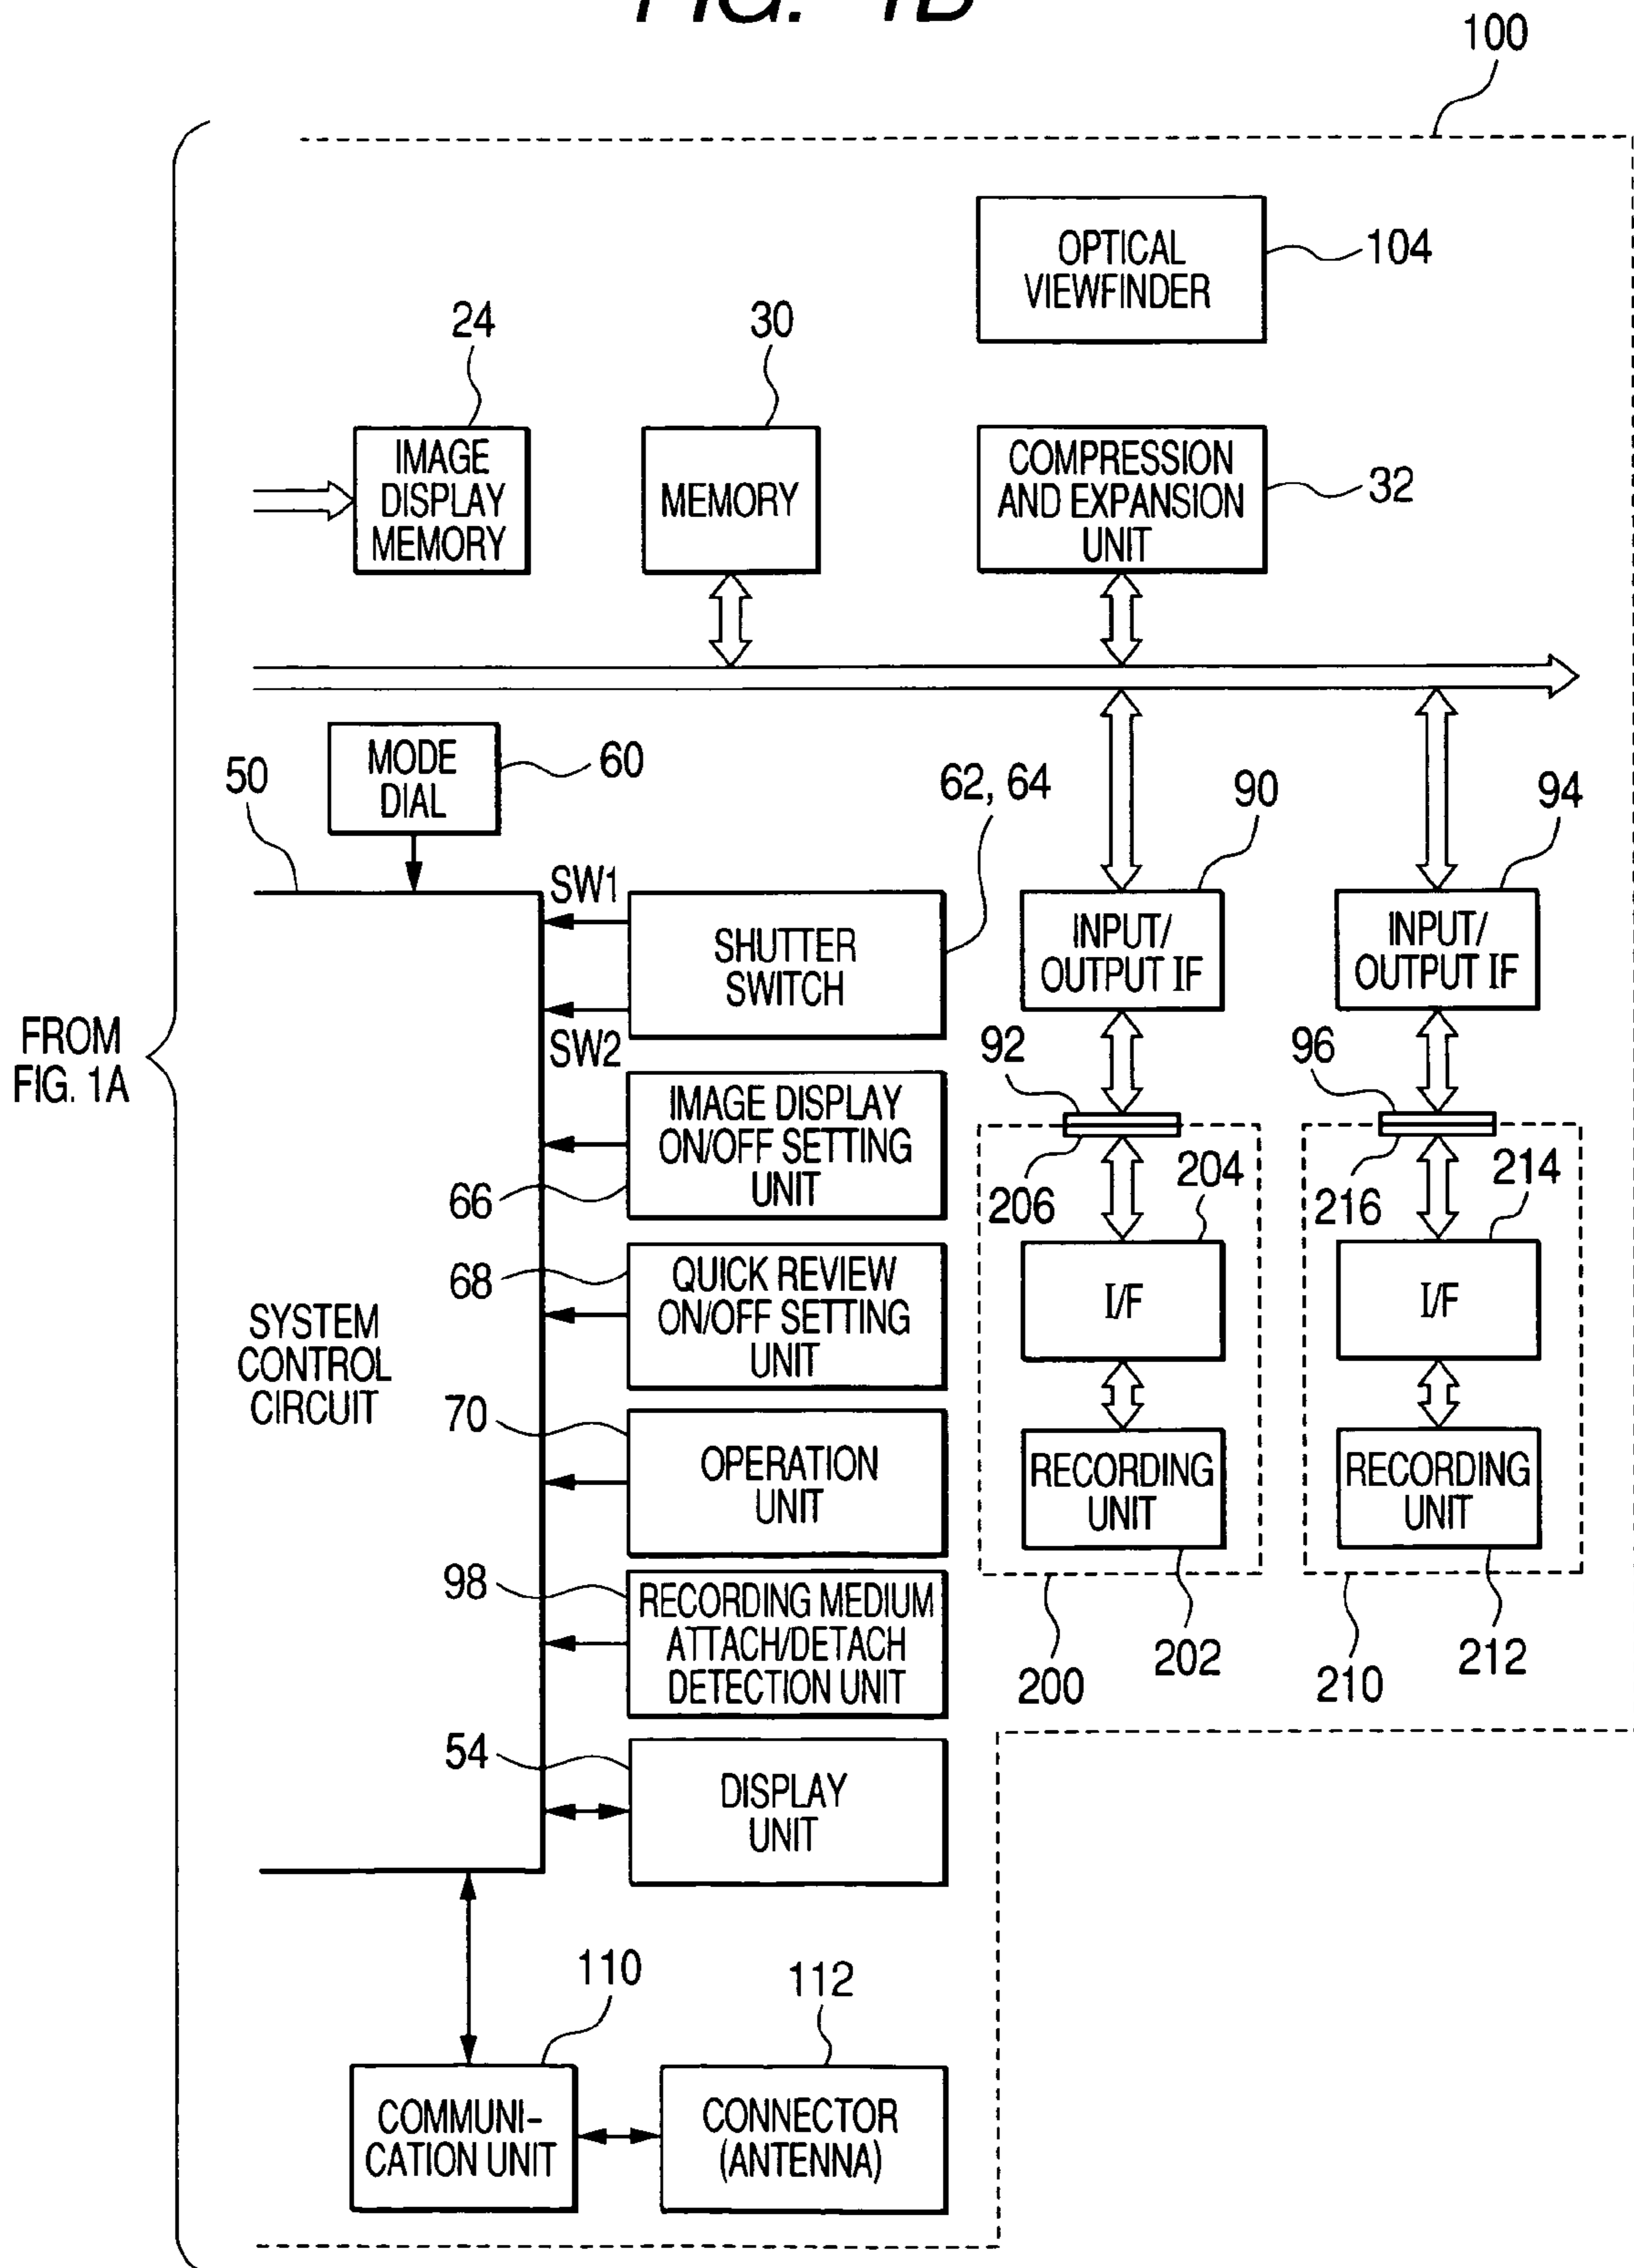 FIG. 1B
100
OPTICAL
VIEWFINDER
104
24
30
IMAGE
DISPLAY
MEMORY
MEMORY
COMPRESSION
AND EXPANSION
UNIT
32
MODE
DIAL
60
50
62, 64
90
94
SW1
SHUTTER
SWITCH
SW2
INPUT/
OUTPUT IF
INPUT/
OUTPUT IF
FROM
FIG. 1A
92
96
IMAGE DISPLAY
ON/OFF SETTING
UNIT
66
206
204
216
214
68
QUICK REVIEW
ON/OFF SETTING
UNIT
I/F
I/F
SYSTEM
CONTROL
CIRCUIT
70
OPERATION
UNIT
RECORDING
UNIT
RECORDING
UNIT
98
RECORDING MEDIUM
ATTACH/DETACH
DETECTION UNIT
200
202
210
212
54
DISPLAY
UNIT
110
112
COMMUNI-
CATION UNIT
CONNECTOR
(ANTENNA)